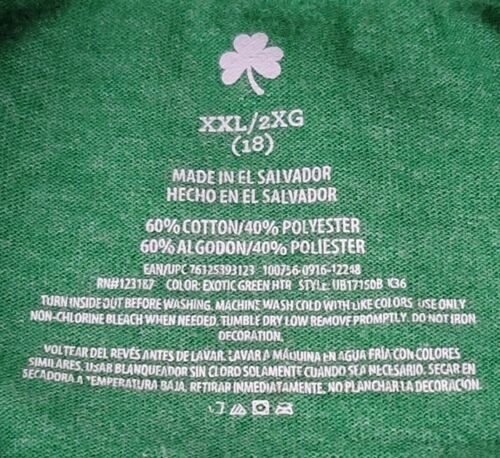 XXL/2XG
(18)
MADE IN EL SALVADOR
HECHO EN EL SALVADOR
60% COTTON/40% POLYESTER
60% ALGODON/40% POLIESTER
EAN/UPC 76125393123 100756-0916-12248
RN#123187 COLOR: EXOTIC GREEN HTR STYLE: UB17150B K36
TURN INSIDE OUT BEFORE WASHING. MACHINE WASH COLD WITH LIKE COLORS. USE ONLY
NON-CHLORINE BLEACH WHEN NEEDED. TUMBLE DRY LOW REMOVE PROMPTLY. DO NOT IRON
DECORATION.
VOLTEAR DEL REVÉS ANTES DE LAVAR. LAVAR A MÁQUINA EN AGUA FRÍA CON COLORES
SIMILARES. USAR BLANQUEADOR SIN CLORO SOLAMENTE CUANDO SEA NECESARIO. SECAR EN
SECADORA A TEMPERATURA BAJA. RETIRAR INMEDIATAMENTE. NO PLANCHAR LA DECORACIÓN.